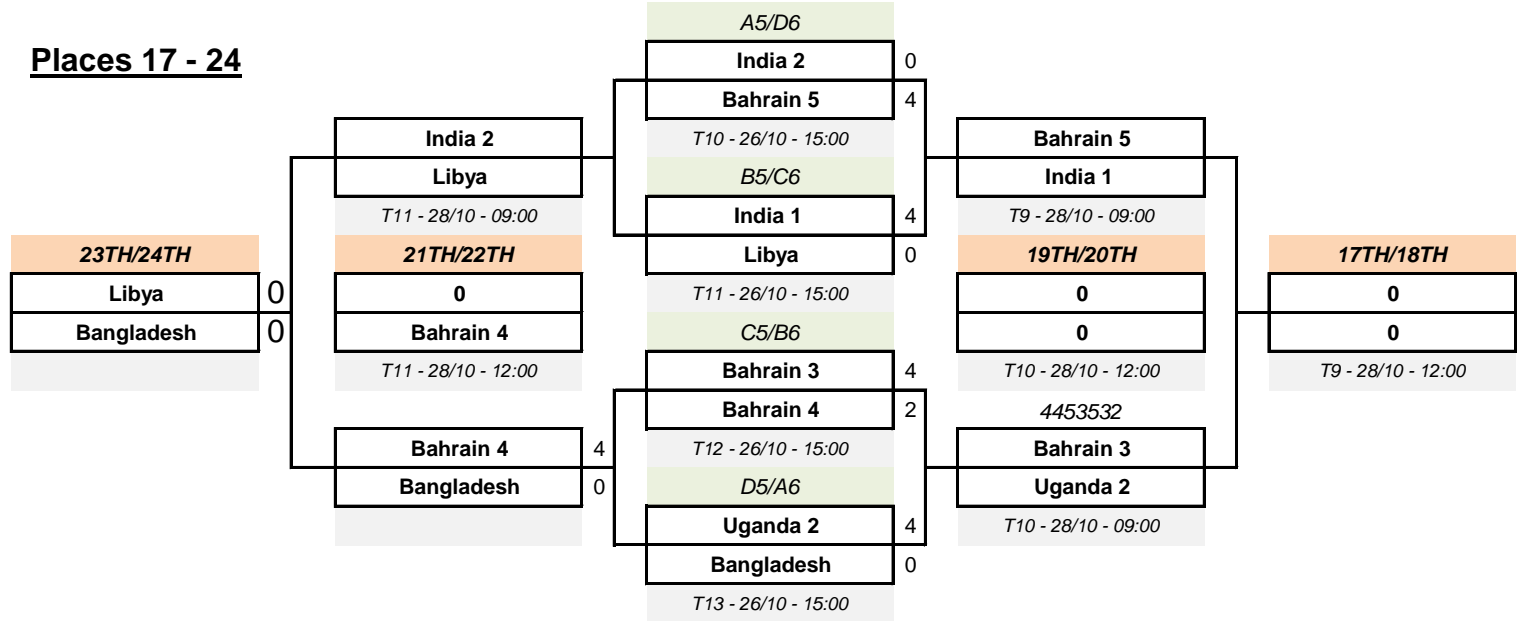 Places 17 - 24
A5/D6
India 2 0
Bahrain 5 4
T10 - 26/10 - 15:00
India 2
Libya
T11 - 28/10 - 09:00
B5/C6
India 1 4
Libya 0
T11 - 26/10 - 15:00
Bahrain 5
India 1
T9 - 28/10 - 09:00
23TH/24TH
Libya 0
Bangladesh 0
21TH/22TH
0
Bahrain 4
T11 - 28/10 - 12:00
C5/B6
Bahrain 3 4
Bahrain 4 2
T12 - 26/10 - 15:00
19TH/20TH
0
0
T10 - 28/10 - 12:00
17TH/18TH
0
0
T9 - 28/10 - 12:00
Bahrain 4 4
Bangladesh 0
D5/A6
Uganda 2 4
Bangladesh 0
T13 - 26/10 - 15:00
4453532
Bahrain 3
Uganda 2
T10 - 28/10 - 09:00